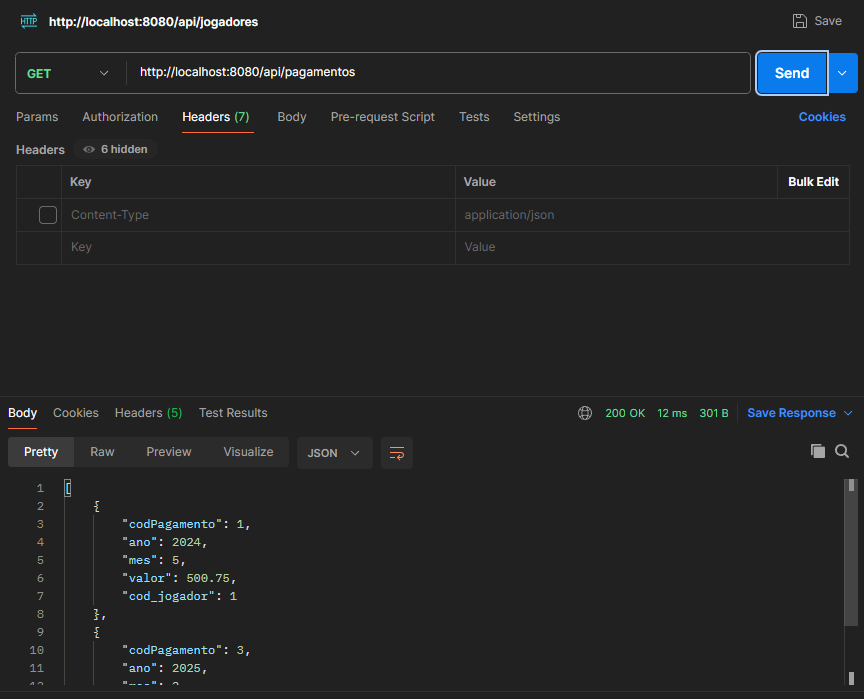 HTTP http://localhost:8080/api/jogadores Save
GET http://localhost:8080/api/pagamentos Send
Params Authorization Headers (7) Body Pre-request Script Tests Settings Cookies
Headers 6 hidden
Key Value Bulk Edit
Content-Type application/json
Key Value
Body Cookies Headers (5) Test Results 200 OK 12 ms 301 B Save Response
Pretty Raw Preview Visualize JSON
1 [
2 {
3 "codPagamento": 1,
4 "ano": 2024,
5 "mes": 5,
6 "valor": 500.75,
7 "cod_jogador": 1
8 },
9 {
10 "codPagamento": 3,
11 "ano": 2025,